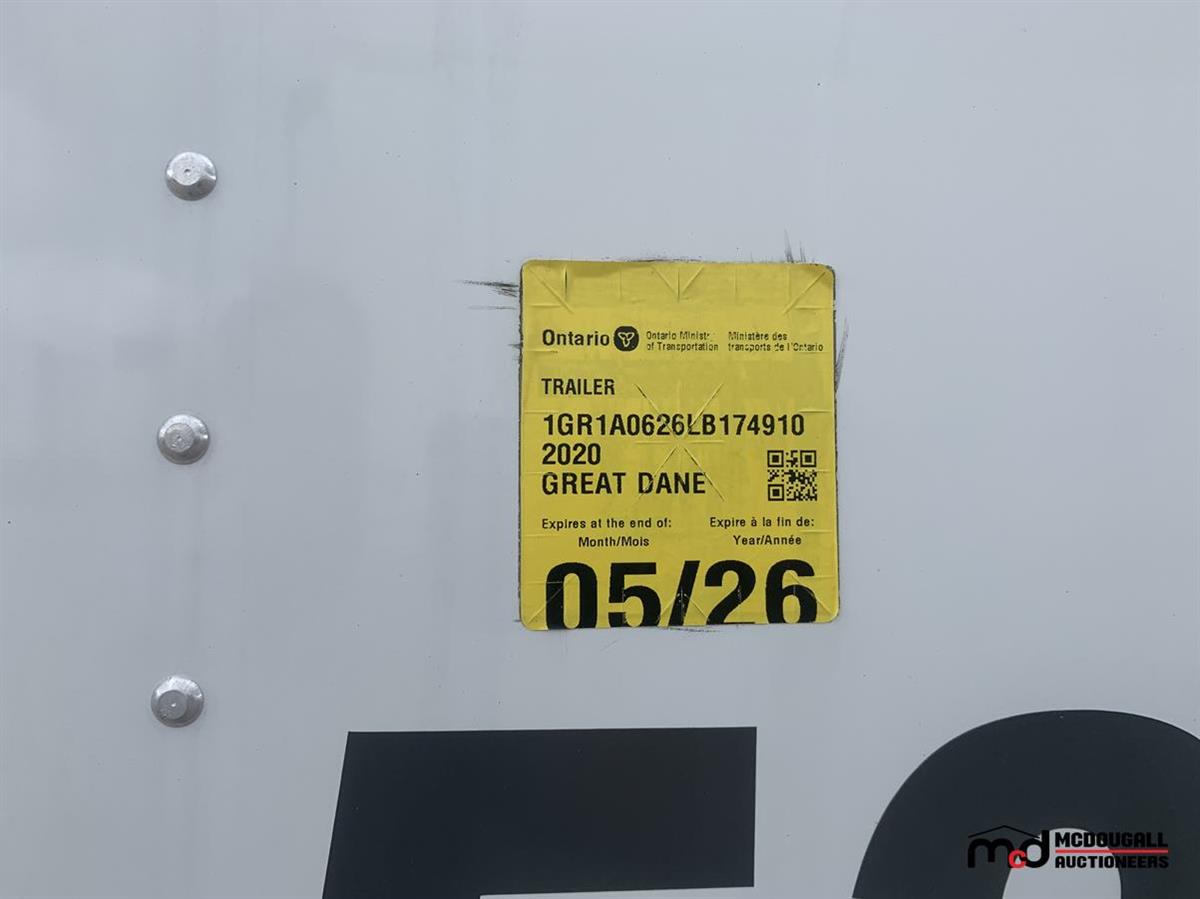 Ontario
Ontario Ministry of Transportation
Ministère des transports de l'Ontario
TRAILER
1GR1A0626LB174910
2020
GREAT DANE
Expires at the end of: Expire à la fin de:
Month/Mois Year/Année
05/26
mcd MCDOUGALL
AUCTIONEERS